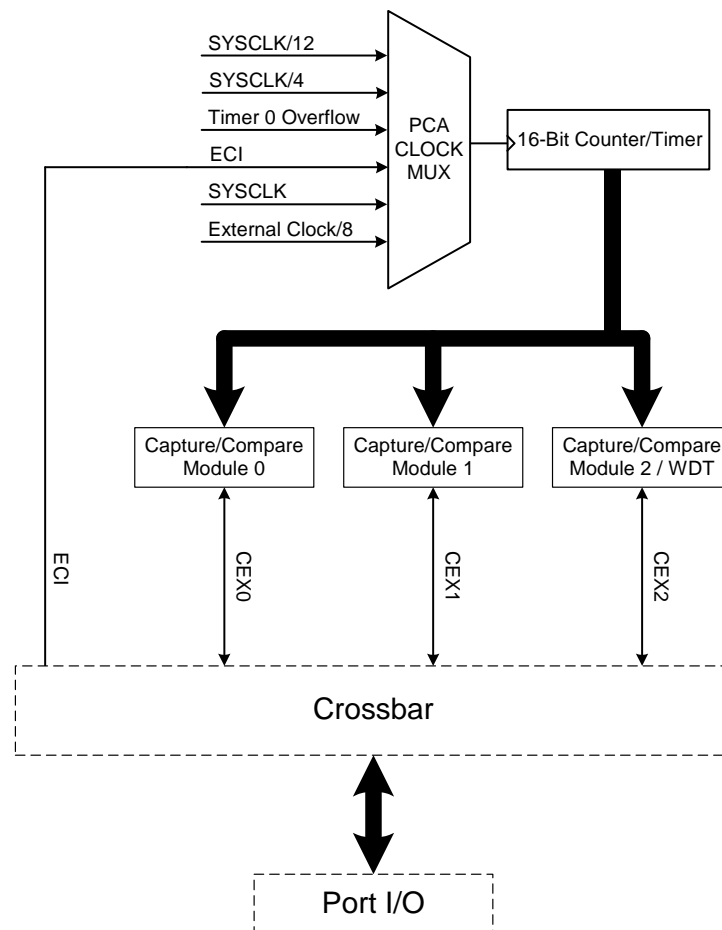 SYSCLK/12
SYSCLK/4
Timer 0 Overflow
ECI
SYSCLK
External Clock/8
PCA
CLOCK
MUX
16-Bit Counter/Timer
Capture/Compare
Module 0
Capture/Compare
Module 1
Capture/Compare
Module 2 / WDT
ECI
CEX0
CEX1
CEX2
Crossbar
Port I/O